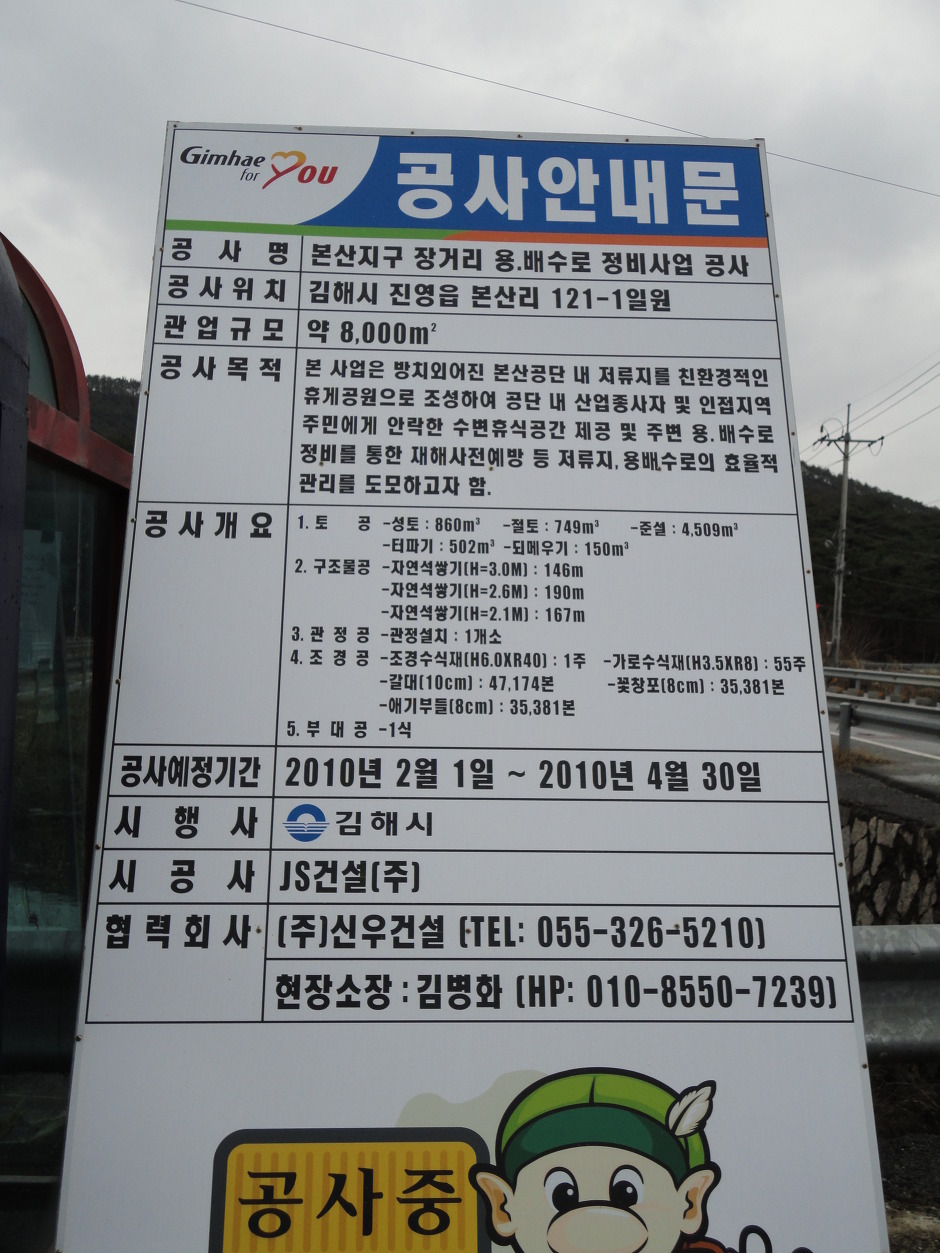 Gimhae
for YOU
공사안내문
공사명 본산지구 장거리 용.배수로 정비사업 공사
공사위치 김해시 진영읍 본산리 121-1일원
관업규모 약 8,000m²
공사목적 본 사업은 방치외어진 본산공단 내 저류지를 친환경적인
휴게공원으로 조성하여 공단 내 산업종사자 및 인접지역
주민에게 안락한 수변휴식공간 제공 및 주변 용.배수로
정비를 통한 재해사전예방 등 저류지,용배수로의 효율적
관리를 도모하고자 함.
공사개요 1. 토 공 -성토 : 860m³ -절토 : 749m³ -준설 : 4,509m³
-터파기 : 502m³ -되메우기 : 150m³
2. 구조물공 -자연석쌓기(H=3.0M) : 146m
-자연석쌓기(H=2.6M) : 190m
-자연석쌓기(H=2.1M) : 167m
3. 관 정 공 -관정설치 : 1개소
4. 조 경 공 -조경수식재(H6.0XR40) : 1주 -가로수식재(H3.5XR8) : 55주
-갈대(10cm) : 47,174본 -꽃창포(8cm) : 35,381본
-애기부들(8cm) : 35,381본
5. 부 대 공 -1식
공사예정기간 2010년 2월 1일 ~ 2010년 4월 30일
시행사 김해시
시공사 JS건설(주)
협력회사 (주)신우건설 (TEL: 055-326-5210)
현장소장 : 김병화 (HP: 010-8550-7239)
공사중